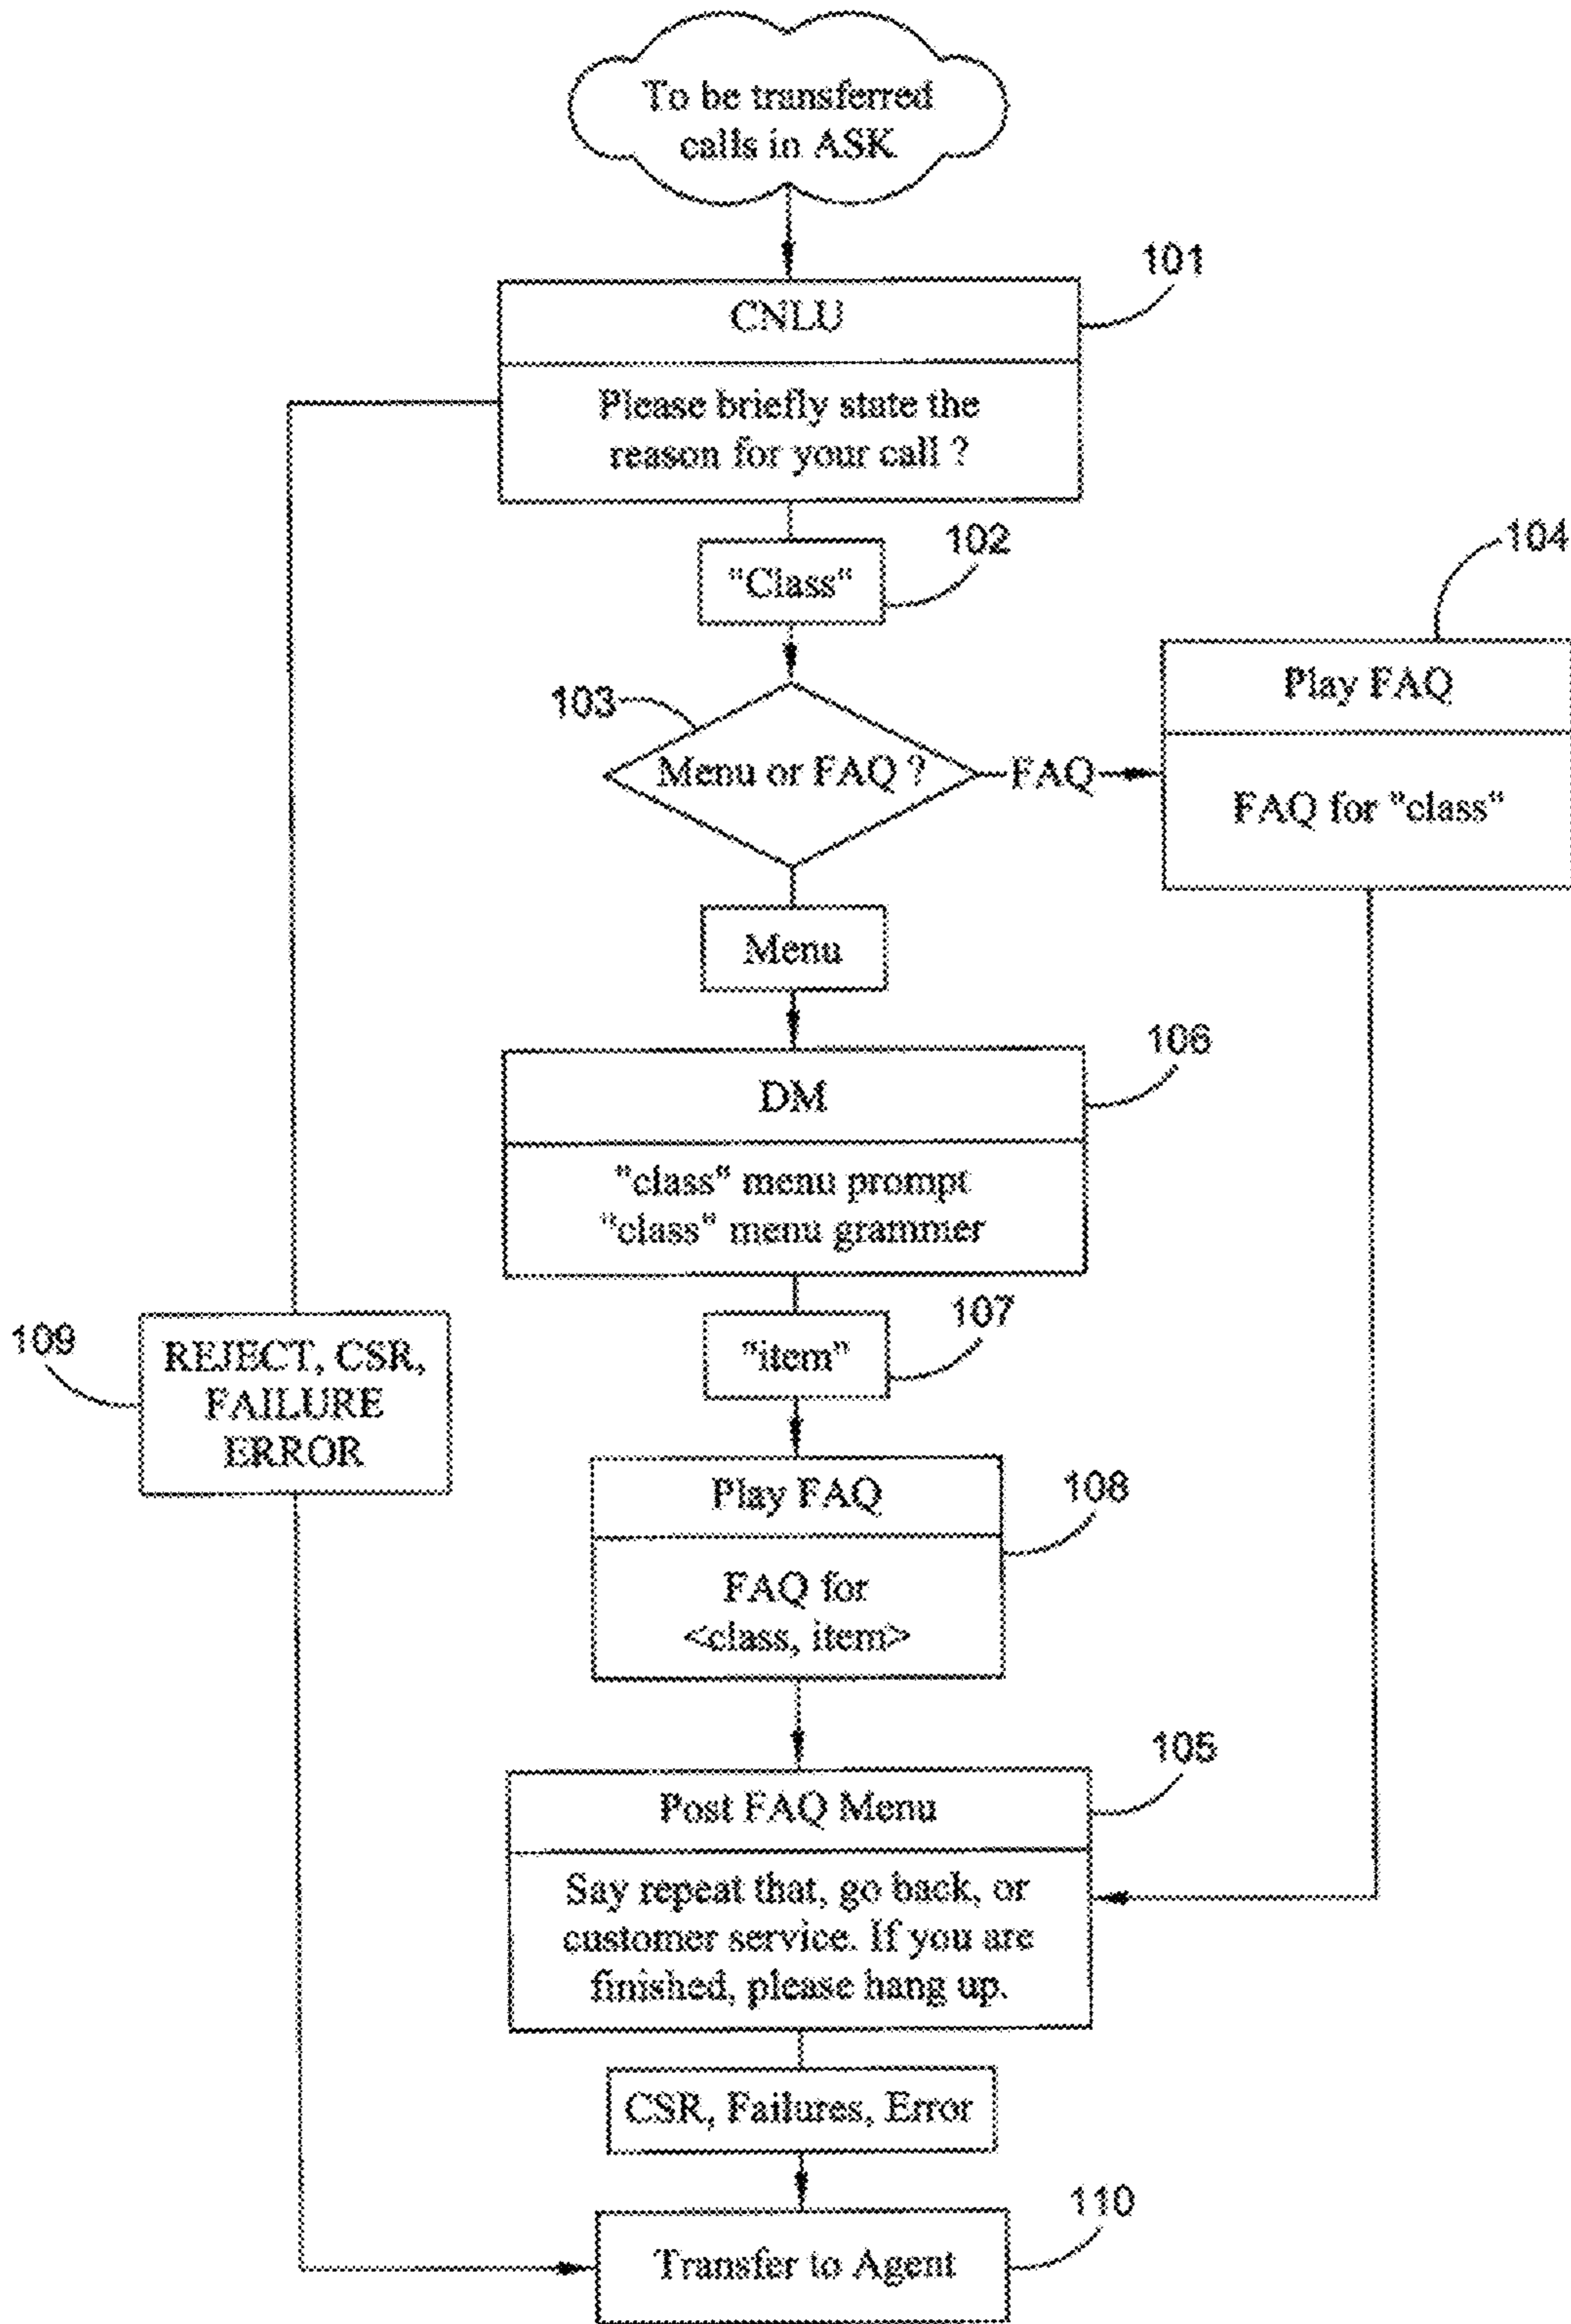 To be transferred
calls in ASK
101
CNLU
Please briefly state the
reason for your call ?
102
"Class"
104
103
Menu or FAQ ?
FAQ
Play FAQ
FAQ for "class"
Menu
106
DM
"class" menu prompt
"class" menu grammer
107
"item"
109
REJECT, CSR,
FAILURE
ERROR
108
Play FAQ
FAQ for
<class, item>
105
Post FAQ Menu
Say repeat that, go back, or
customer service. If you are
finished, please hang up.
CSR, Failures, Error
110
Transfer to Agent